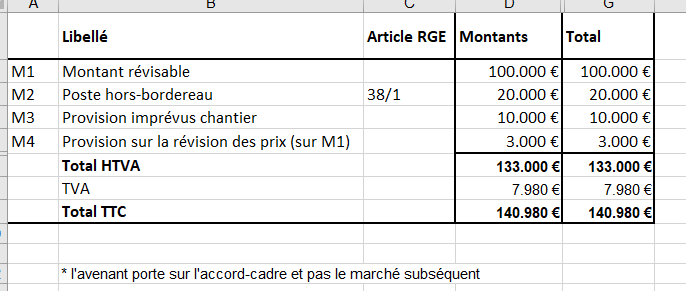 A B C D G
Libellé Article RGE Montants Total
M1 Montant révisable 100.000 € 100.000 €
M2 Poste hors-bordereau 38/1 20.000 € 20.000 €
M3 Provision imprévus chantier 10.000 € 10.000 €
M4 Provision sur la révision des prix (sur M1) 3.000 € 3.000 €
Total HTVA 133.000 € 133.000 €
TVA 7.980 € 7.980 €
Total TTC 140.980 € 140.980 €
* l'avenant porte sur l'accord-cadre et pas le marché subséquent